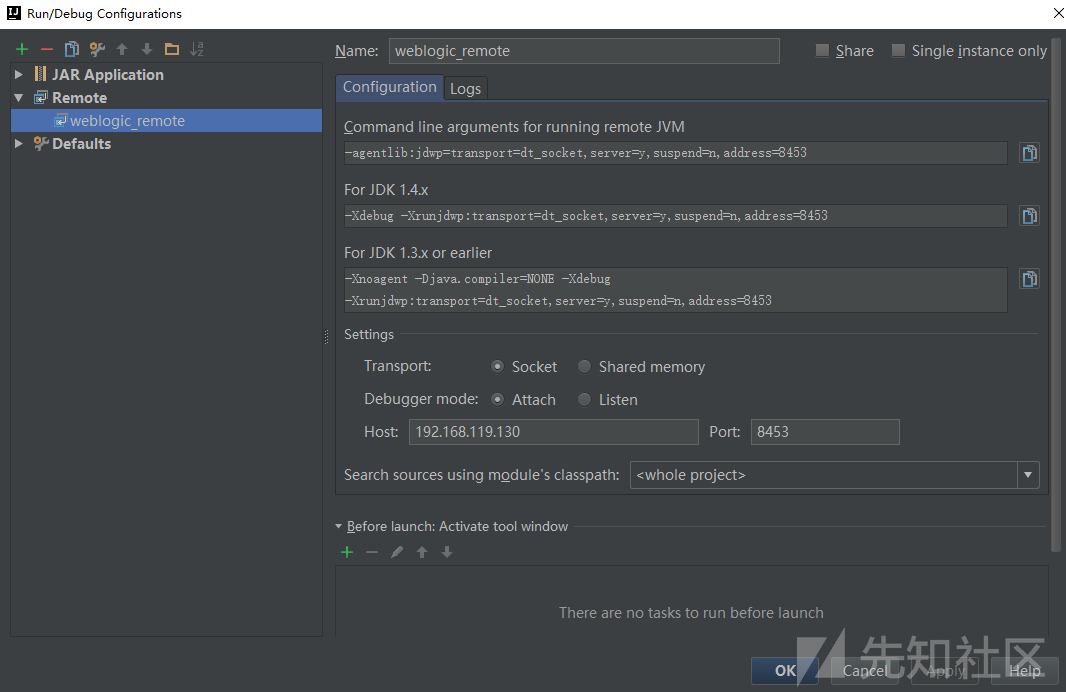 Run/Debug Configurations
Name: weblogic_remote
Share
Single instance only
JAR Application
Remote
weblogic_remote
Defaults
Configuration
Logs
Command line arguments for running remote JVM
-agentlib:jdwp=transport=dt_socket,server=y,suspend=n,address=8453
For JDK 1.4.x
-Xdebug -Xrunjdwp:transport=dt_socket,server=y,suspend=n,address=8453
For JDK 1.3.x or earlier
-Xnoagent -Djava.compiler=NONE -Xdebug
-Xrunjdwp:transport=dt_socket,server=y,suspend=n,address=8453
Settings
Transport: Socket Shared memory
Debugger mode: Attach Listen
Host: 192.168.119.130 Port: 8453
Search sources using module's classpath: <whole project>
Before launch: Activate tool window
There are no tasks to run before launch
OK Cancel Apply Help
先知社区